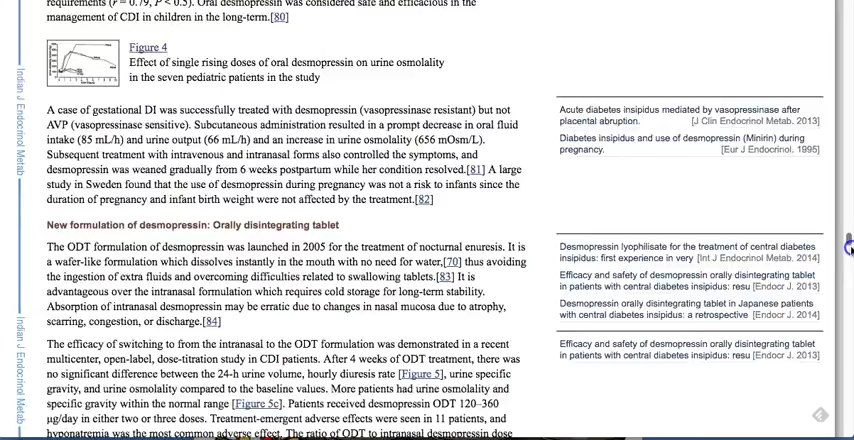 requirements (r = 0.79, P < 0.5). Oral desmopressin was considered safe and efficacious in the
management of CDI in children in the long-term.[80]
Figure 4
Effect of single rising doses of oral desmopressin on urine osmolality
in the seven pediatric patients in the study
A case of gestational DI was successfully treated with desmopressin (vasopressinase resistant) but not
AVP (vasopressinase sensitive). Subcutaneous administration resulted in a prompt decrease in oral fluid
intake (85 mL/h) and urine output (66 mL/h) and an increase in urine osmolality (656 mOsm/L).
Subsequent treatment with intravenous and intranasal forms also controlled the symptoms, and
desmopressin was weaned gradually from 6 weeks postpartum while her condition resolved.[81] A large
study in Sweden found that the use of desmopressin during pregnancy was not a risk to infants since the
duration of pregnancy and infant birth weight were not affected by the treatment.[82]
New formulation of desmopressin: Orally disintegrating tablet
The ODT formulation of desmopressin was launched in 2005 for the treatment of nocturnal enuresis. It is
a wafer-like formulation which dissolves instantly in the mouth with no need for water,[70] thus avoiding
the ingestion of extra fluids and overcoming difficulties related to swallowing tablets.[83] It is
advantageous over the intranasal formulation which requires cold storage for long-term stability.
Absorption of intranasal desmopressin may be erratic due to changes in nasal mucosa due to atrophy,
scarring, congestion, or discharge.[84]
The efficacy of switching to from the intranasal to the ODT formulation was demonstrated in a recent
multicenter, open-label, dose-titration study in CDI patients. After 4 weeks of ODT treatment, there was
no significant difference between the 24-h urine volume, hourly diuresis rate [Figure 5], urine specific
gravity, and urine osmolality compared to the baseline values. More patients had urine osmolality and
specific gravity within the normal range [Figure 5c]. Patients received desmopressin ODT 120–360
μg/day in either two or three doses. Treatment-emergent adverse effects were seen in 11 patients, and
hyponatremia was the most common adverse effect. The ratio of ODT to intranasal desmopressin dose
Acute diabetes insipidus mediated by vasopressinase after
placental abruption. [J Clin Endocrinol Metab. 2013]
Diabetes insipidus and use of desmopressin (Minirin) during
pregnancy. [Eur J Endocrinol. 1995]
Desmopressin lyophilisate for the treatment of central diabetes
insipidus: first experience in very [Int J Endocrinol Metab. 2014]
Efficacy and safety of desmopressin orally disintegrating tablet
in patients with central diabetes insipidus: resu [Endocr J. 2013]
Desmopressin orally disintegrating tablet in Japanese patients
with central diabetes insipidus: a retrospective [Endocr J. 2014]
Efficacy and safety of desmopressin orally disintegrating tablet
in patients with central diabetes insipidus: resu [Endocr J. 2013]
Indian J Endocrinol Metab
Indian J Endocrinol Metab